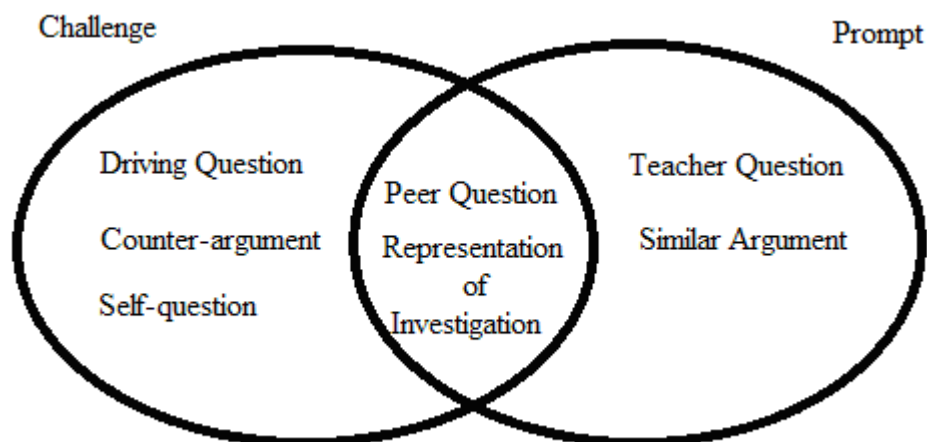 Challenge
Prompt
Driving Question
Counter-argument
Self-question
Peer Question
Representation
of
Investigation
Teacher Question
Similar Argument